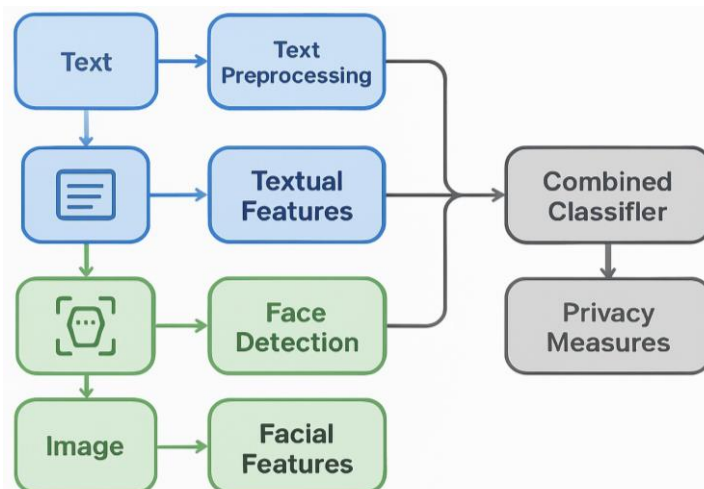 Text
Text
Preprocessing
Textual
Features
Combined
Classifler
Face
Detection
Privacy
Measures
Image
Facial
Features